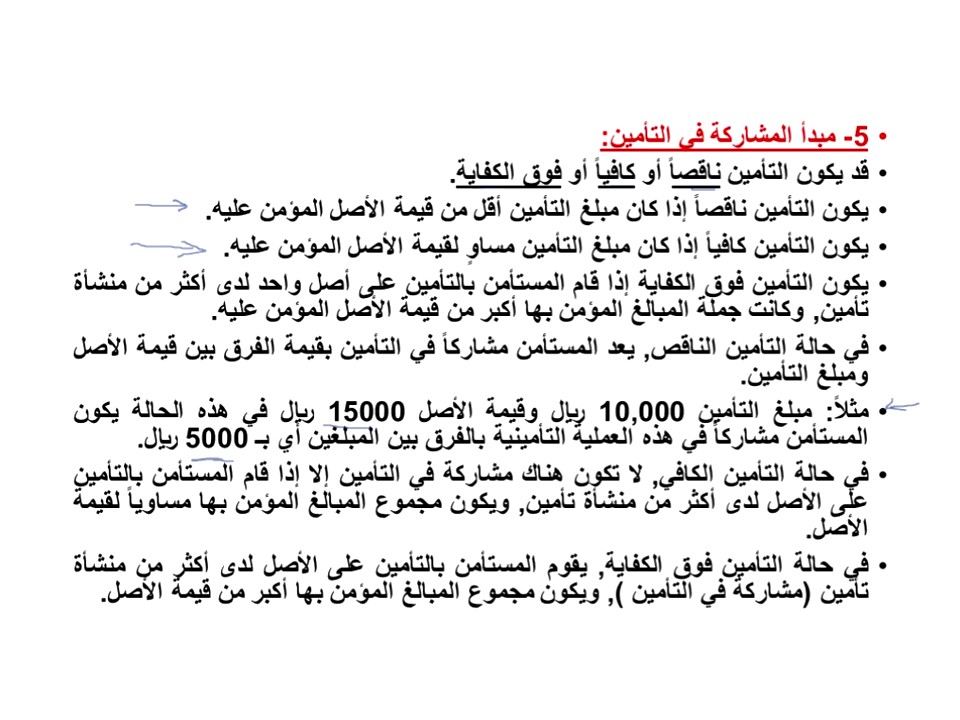 • 5- مبدأ المشاركة في التأمين:
• قد يكون التأمين ناقصاً أو كافياً أو فوق الكفاية.
• يكون التأمين ناقصاً إذا كان مبلغ التأمين أقل من قيمة الأصل المؤمن عليه.
• يكون التأمين كافياً إذا كان مبلغ التأمين مساوٍ لقيمة الأصل المؤمن عليه.
• يكون التأمين فوق الكفاية إذا قام المستأمن بالتأمين على أصل واحد لدى أكثر من منشأة
تأمين, وكانت جملة المبالغ المؤمن بها أكبر من قيمة الأصل المؤمن عليه.
• في حالة التأمين الناقص, يعد المستأمن مشاركاً في التأمين بقيمة الفرق بين قيمة الأصل
ومبلغ التأمين.
• مثلاً: مبلغ التأمين 10,000 ريال وقيمة الأصل 15000 ريال في هذه الحالة يكون
المستأمن مشاركاً في هذه العملية التأمينية بالفرق بين المبلغين أي بـ 5000 ريال.
• في حالة التأمين الكافي, لا تكون هناك مشاركة في التأمين إلا إذا قام المستأمن بالتأمين
على الأصل لدى أكثر من منشأة تأمين, ويكون مجموع المبالغ المؤمن بها مساوياً لقيمة
الأصل.
• في حالة التأمين فوق الكفاية, يقوم المستأمن بالتأمين على الأصل لدى أكثر من منشأة
تأمين (مشاركة في التأمين ), ويكون مجموع المبالغ المؤمن بها أكبر من قيمة الأصل.